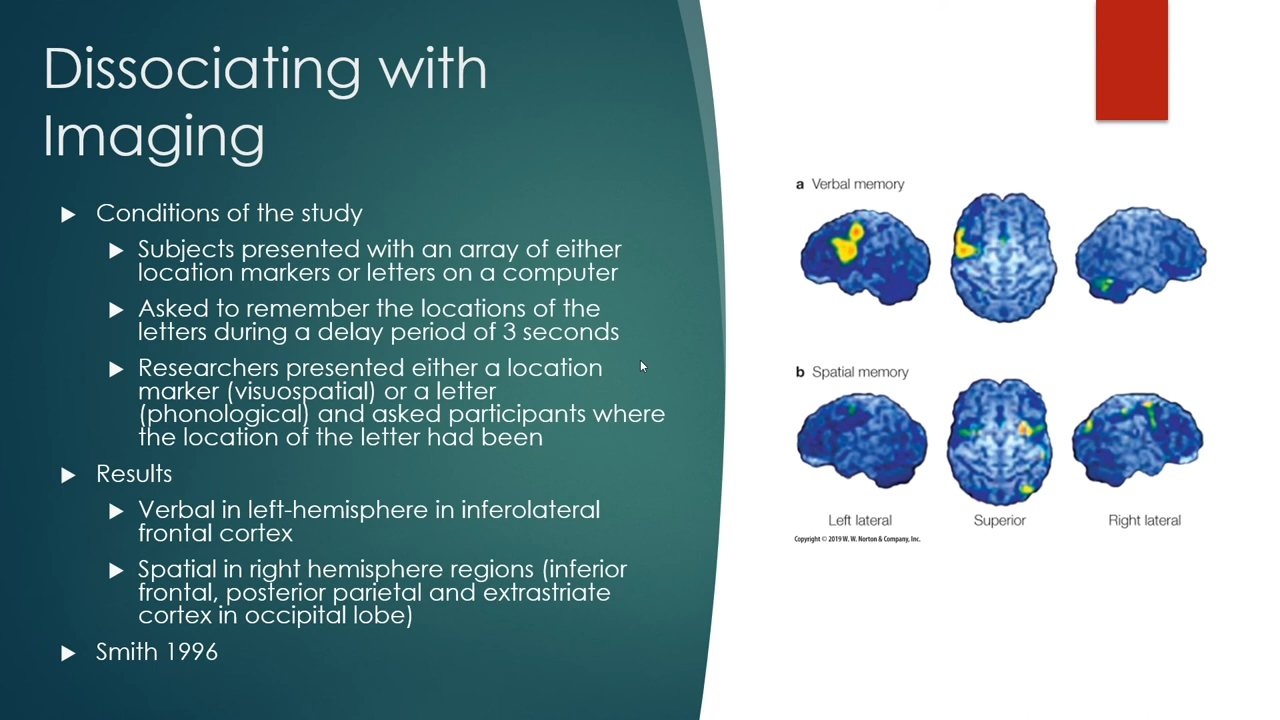 Dissociating with
Imaging
Conditions of the study
Subjects presented with an array of either
location markers or letters on a computer
Asked to remember the locations of the
letters during a delay period of 3 seconds
Researchers presented either a location
marker (visuospatial) or a letter
(phonological) and asked participants where
the location of the letter had been
Results
Verbal in left-hemisphere in inferolateral
frontal cortex
Spatial in right hemisphere regions (inferior
frontal, posterior parietal and extrastriate
cortex in occipital lobe)
Smith 1996
a Verbal memory
b Spatial memory
Left lateral Superior Right lateral
Copyright © 2019 W. W. Norton & Company, Inc.